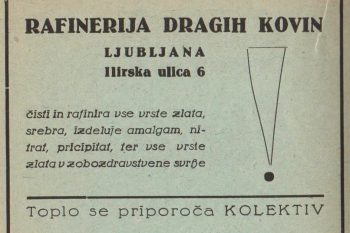 RAFINERIJA DRAGIH KOVIN
LJUBLJANA
Ilirska ulica 6
čisti in rafinira vse vrste zlata,
srebra, izdeluje amalgam, ni-
trat, pricipitat, ter vse vrste
zlata v zobozdravstvene svrhe
!
Toplo se priporoča KOLEKTIV